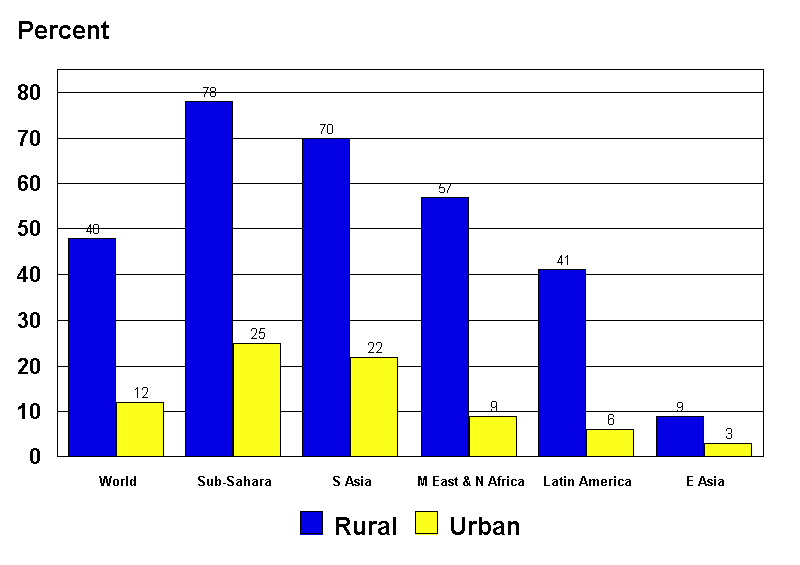 Percent
80
70
60
50
40
30
20
10
0
40
12
78
25
70
22
57
9
41
6
9
3
World
Sub-Sahara
S Asia
M East & N Africa
Latin America
E Asia
Rural
Urban